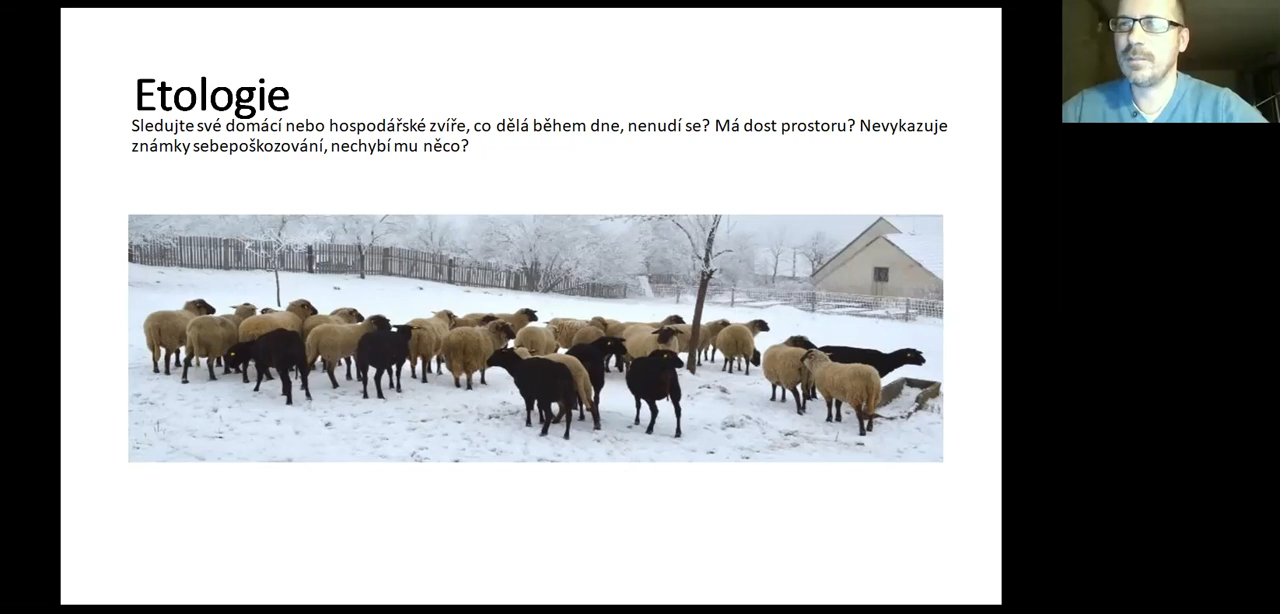 Etologie
Sledujte své domácí nebo hospodářské zvíře, co dělá během dne, nenudí se? Má dost prostoru? Nevykazuje
známky sebepoškozování, nechybí mu něco?